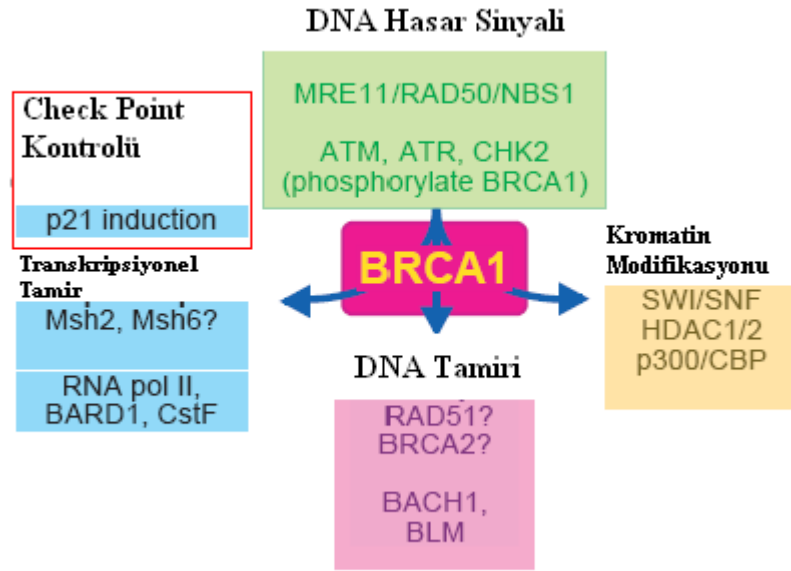 DNA Hasar Sinyali
MRE11/RAD50/NBS1
ATM, ATR, CHK2
(phosphorylate BRCA1)
Check Point
Kontrolü
p21 induction
Transkripsiyonel
Tamir
Msh2, Msh6?
RNA pol II,
BARD1, CstF
BRCA1
Kromatin
Modifikasyonu
SWI/SNF
HDAC1/2
p300/CBP
DNA Tamiri
RAD51?
BRCA2?
BACH1,
BLM